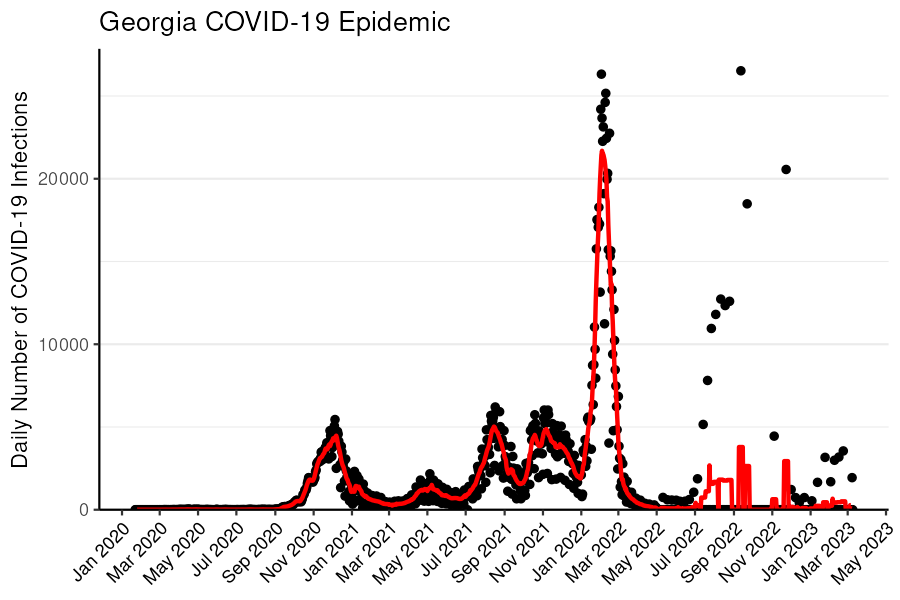 Georgia COVID-19 Epidemic
Daily Number of COVID-19 Infections
20000
10000
0
Jan 2020
Mar 2020
May 2020
Jul 2020
Sep 2020
Nov 2020
Jan 2021
Mar 2021
May 2021
Jul 2021
Sep 2021
Nov 2021
Jan 2022
Mar 2022
May 2022
Jul 2022
Sep 2022
Nov 2022
Jan 2023
Mar 2023
May 2023